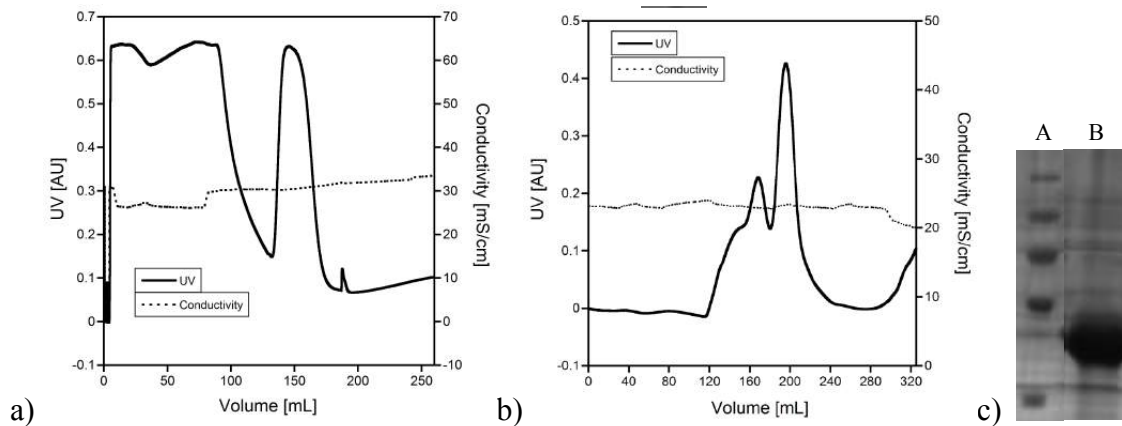 0.7
0.6
0.5
0.4
0.3
0.2
0.1
0
-0.1
UV [AU]
70
60
50
40
30
20
10
0
-10
Conductivity [mS/cm]
UV
Conductivity
0 50 100 150 200 250
Volume [mL]
a)
0.5
0.4
0.3
0.2
0.1
0
-0.1
UV [AU]
50
40
30
20
10
0
Conductivity [mS/cm]
UV
Conductivity
0 40 80 120 160 200 240 280 320
Volume [mL]
b)
A B
c)